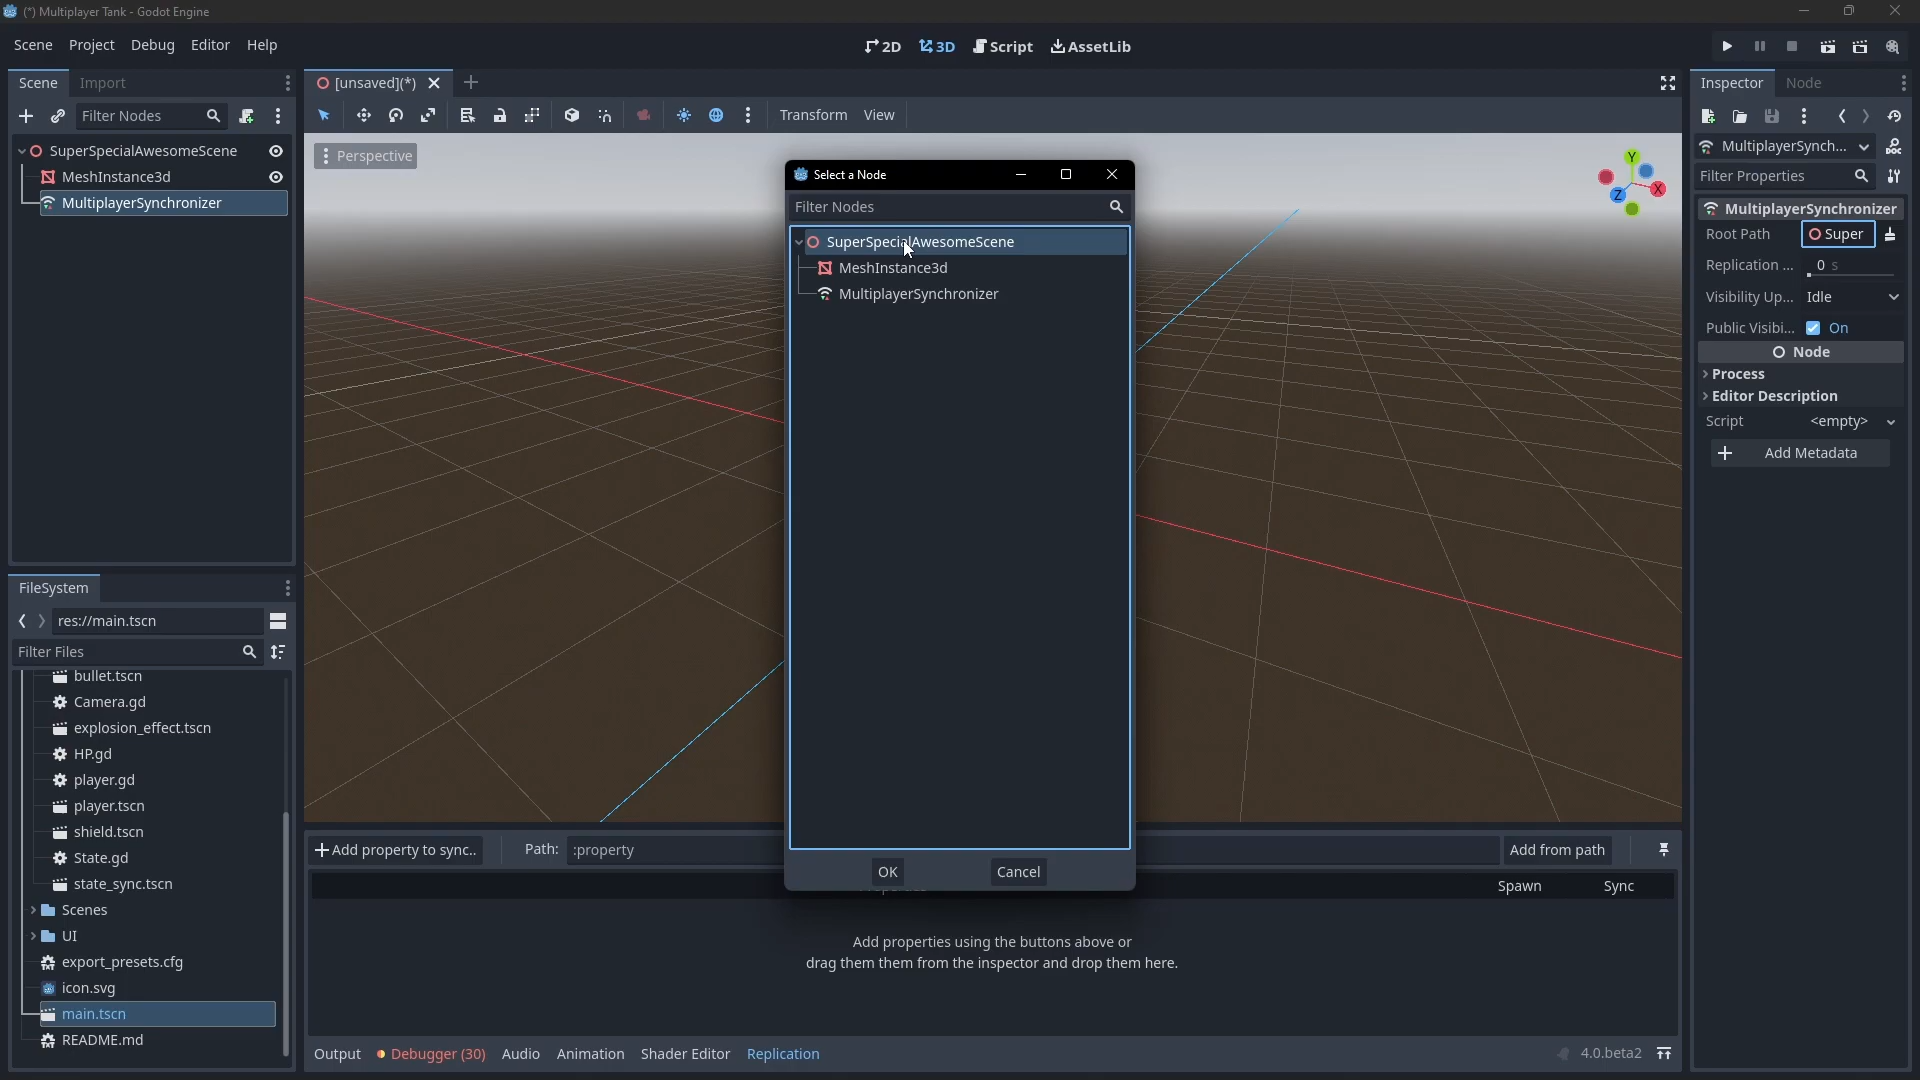 (*) Multiplayer Tank - Godot Engine
Scene Project Debug Editor Help
2D 3D Script AssetLib
Scene Import
Filter Nodes
SuperSpecialAwesomeScene
MeshInstance3d
MultiplayerSynchronizer
[unsaved](*)
Transform View
Perspective
Y
X
Z
Select a Node
Filter Nodes
SuperSpecialAwesomeScene
MeshInstance3d
MultiplayerSynchronizer
OK Cancel
Inspector Node
MultiplayerSynch...
Filter Properties
MultiplayerSynchronizer
Root Path Super
Replication ... 0 s
Visibility Up... Idle
Public Visibi... On
Node
Process
Editor Description
Script <empty>
Add Metadata
FileSystem
res://main.tscn
Filter Files
bullet.tscn
Camera.gd
explosion_effect.tscn
HP.gd
player.gd
player.tscn
shield.tscn
State.gd
state_sync.tscn
Scenes
UI
export_presets.cfg
icon.svg
main.tscn
README.md
Add property to sync.. Path: :property Add from path
Spawn Sync
Add properties using the buttons above or
drag them them from the inspector and drop them here.
Output Debugger (30) Audio Animation Shader Editor Replication 4.0.beta2